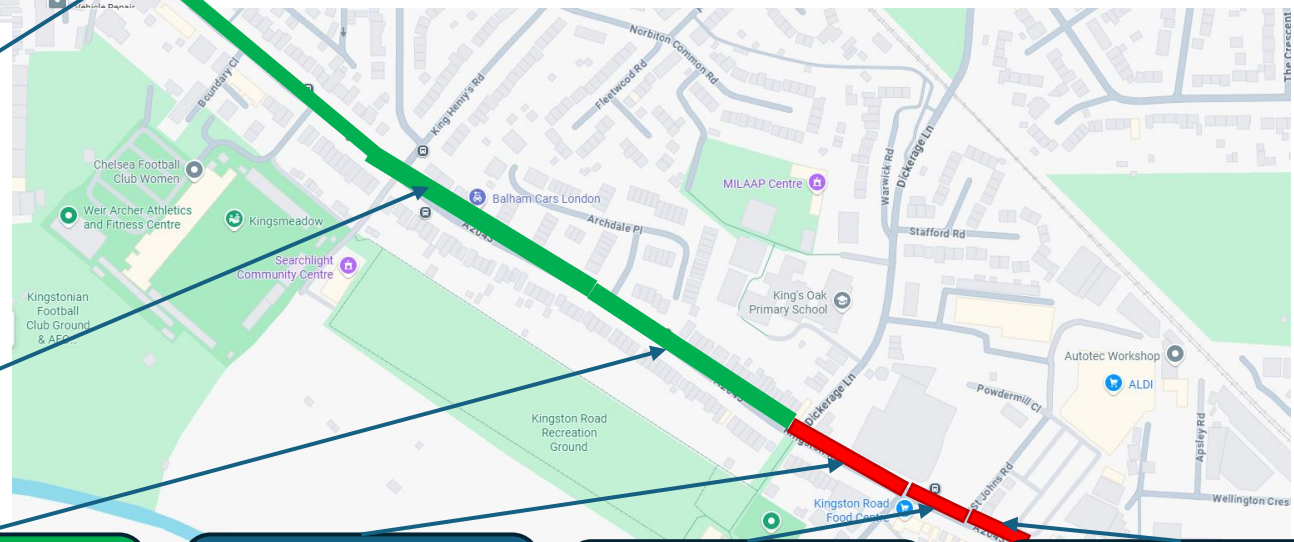 Vehicle Repair
Boundary Cl
King Henry's Rd
Norbiton Common Rd
Fleetwood Rd
The Crescent
Warwick Rd
Dickerage Ln
Chelsea Football
Club Women
Weir Archer Athletics
and Fitness Centre
Kingsmeadow
Balham Cars London
MILAAP Centre
Archdale Pl
A2043
Stafford Rd
Searchlight
Community Centre
Kingstonian
Football
Club Ground
& AFC...
King's Oak
Primary School
Autotec Workshop
ALDI
Dickerage Ln
Powdermill Cl
Apsley Rd
Kingston Road
Recreation
Ground
St Johns Rd
Wellington Cres
Kingston Road
Food Centre
A2043